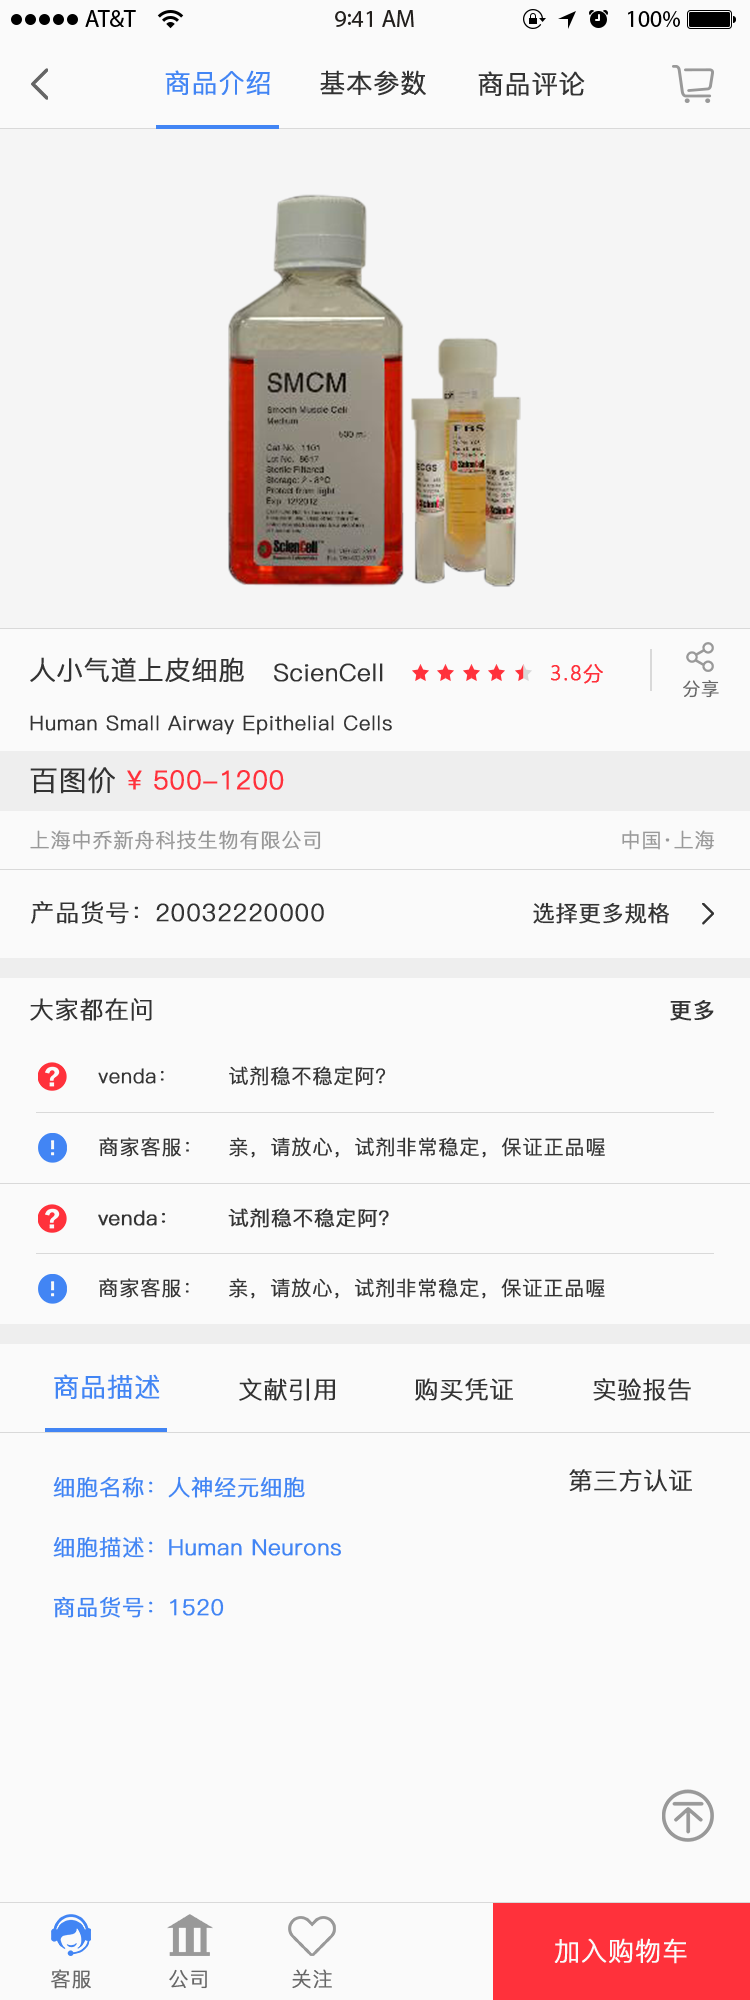 AT&T 9:41 AM 100%
商品介绍 基本参数 商品评论
SMCM
Smooth Muscle Cell
Medium
500 ml
Cat No. 1101
Lot No. 8617
Sterile Filtered
Storage: 2 - 8°C
Protect from light
Exp. 12/2012
ScienCell
FBS
人小气道上皮细胞 ScienCell 3.8分
分享
Human Small Airway Epithelial Cells
百图价 ¥ 500-1200
上海中乔新舟科技生物有限公司 中国·上海
产品货号：20032220000 选择更多规格
大家都在问 更多
venda： 试剂稳不稳定阿？
商家客服： 亲，请放心，试剂非常稳定，保证正品喔
venda： 试剂稳不稳定阿？
商家客服： 亲，请放心，试剂非常稳定，保证正品喔
商品描述 文献引用 购买凭证 实验报告
细胞名称：人神经元细胞 第三方认证
细胞描述：Human Neurons
商品货号：1520
客服 公司 关注 加入购物车